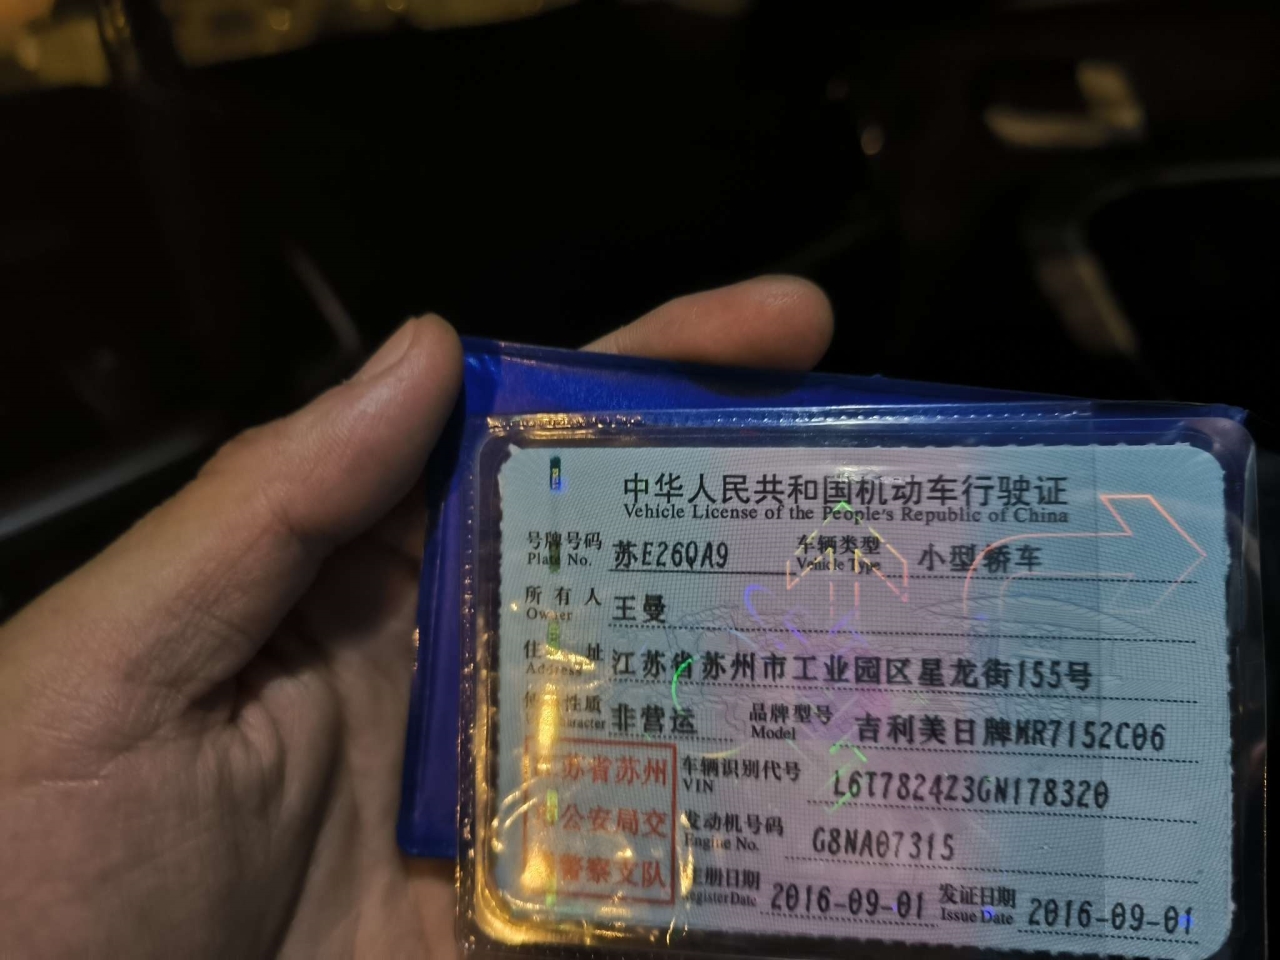 中华人民共和国机动车行驶证
Vehicle License of the People's Republic of China
号牌号码 苏E26QA9 车辆类型 小型轿车
Plate No. Vehicle Type
所有人 王曼
Owner
住址 江苏省苏州市工业园区星龙街155号
Address
使用性质 非营运 品牌型号 吉利美日牌MR7152C06
Character Model
江苏省苏州 车辆识别代号 L6T7824Z3GN178320
VIN
公安局交 发动机号码 G8NA07315
Engine No.
警察支队 注册日期 2016-09-01 发证日期 2016-09-01
Register Date Issue Date